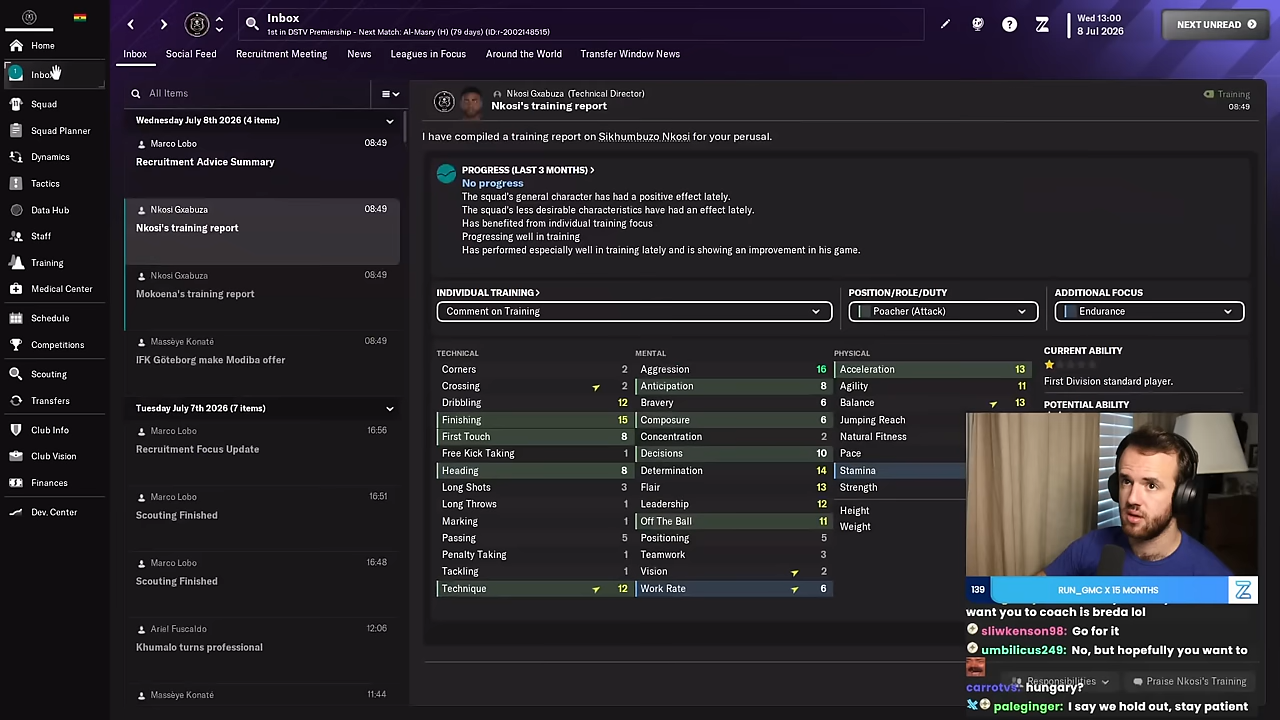 Inbox
1st in DSTV Premiership - Next Match: Al-Masry (H) (79 days) (ID:r-2002148515)
Wed 13:00
8 Jul 2026
NEXT UNREAD
Home
Inbox
Squad
Squad Planner
Dynamics
Tactics
Data Hub
Staff
Training
Medical Center
Schedule
Competitions
Scouting
Transfers
Club Info
Club Vision
Finances
Dev. Center
Inbox
Social Feed
Recruitment Meeting
News
Leagues in Focus
Around the World
Transfer Window News
All Items
Wednesday July 8th 2026 (4 items)
Marco Lobo 08:49
Recruitment Advice Summary
Nkosi Gxabuza 08:49
Nkosi's training report
Nkosi Gxabuza 08:49
Mokoena's training report
Massèye Konaté 08:49
IFK Göteborg make Modiba offer
Tuesday July 7th 2026 (7 items)
Marco Lobo 16:56
Recruitment Focus Update
Marco Lobo 16:51
Scouting Finished
Marco Lobo 16:48
Scouting Finished
Ariel Fuscaldo 12:06
Khumalo turns professional
Massèye Konaté 11:44
Nkosi Gxabuza (Technical Director)
Nkosi's training report
Training
08:49
I have compiled a training report on Sikhumbuzo Nkosi for your perusal.
PROGRESS (LAST 3 MONTHS)
No progress
The squad's general character has had a positive effect lately.
The squad's less desirable characteristics have had an effect lately.
Has benefited from individual training focus
Progressing well in training
Has performed especially well in training lately and is showing an improvement in his game.
INDIVIDUAL TRAINING
Comment on Training
POSITION/ROLE/DUTY
Poacher (Attack)
ADDITIONAL FOCUS
Endurance
TECHNICAL
Corners 2
Crossing 2
Dribbling 12
Finishing 15
First Touch 8
Free Kick Taking 1
Heading 8
Long Shots 3
Long Throws 1
Marking 1
Passing 5
Penalty Taking 1
Tackling 1
Technique 12
MENTAL
Aggression 16
Anticipation 8
Bravery 6
Composure 6
Concentration 2
Decisions 10
Determination 14
Flair 13
Leadership 12
Off The Ball 11
Positioning 5
Teamwork 3
Vision 2
Work Rate 6
PHYSICAL
Acceleration 13
Agility 11
Balance 13
Jumping Reach
Natural Fitness
Pace
Stamina
Strength
Height
Weight
CURRENT ABILITY
First Division standard player.
POTENTIAL ABILITY
139 RUN_GMC X 15 MONTHS
want you to coach is breda lol
sliwkenson98: Go for it
umbilicus249: No, but hopefully you want to
carrotvs: hungary?
paleginger: I say we hold out, stay patient
Responsibilities
Praise Nkosi's Training